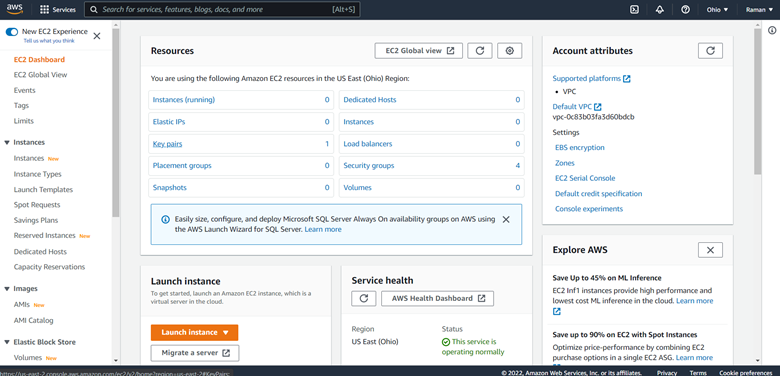 aws
Services
Search for services, features, blogs, docs, and more
[Alt+S]
Ohio
Raman
New EC2 Experience
Tell us what you think
EC2 Dashboard
EC2 Global View
Events
Tags
Limits
Instances
Instances New
Instance Types
Launch Templates
Spot Requests
Savings Plans
Reserved Instances New
Dedicated Hosts
Capacity Reservations
Images
AMIs New
AMI Catalog
Elastic Block Store
Volumes New
Resources
EC2 Global view
You are using the following Amazon EC2 resources in the US East (Ohio) Region:
Instances (running) 0
Dedicated Hosts 0
Elastic IPs 0
Instances 0
Key pairs 1
Load balancers 0
Placement groups 0
Security groups 4
Snapshots 0
Volumes 0
Easily size, configure, and deploy Microsoft SQL Server Always On availability groups on AWS using
the AWS Launch Wizard for SQL Server. Learn more
Launch instance
To get started, launch an Amazon EC2 instance, which is a
virtual server in the cloud.
Launch instance
Migrate a server
Service health
AWS Health Dashboard
Region
US East (Ohio)
Status
This service is
operating normally
Account attributes
Supported platforms
VPC
Default VPC
vpc-0c83b03fa3d60bdcb
Settings
EBS encryption
Zones
EC2 Serial Console
Default credit specification
Console experiments
Explore AWS
Save Up to 45% on ML Inference
EC2 Inf1 instances provide high performance and
lowest cost ML inference in the cloud. Learn more
Save up to 90% on EC2 with Spot Instances
Optimize price-performance by combining EC2
purchase options in a single EC2 ASG. Learn more
https://us-east-2.console.aws.amazon.com/ec2/v2/home?region=us-east-2#KeyPairs:
© 2022, Amazon Web Services, Inc. or its affiliates.
Privacy
Terms
Cookie preferences